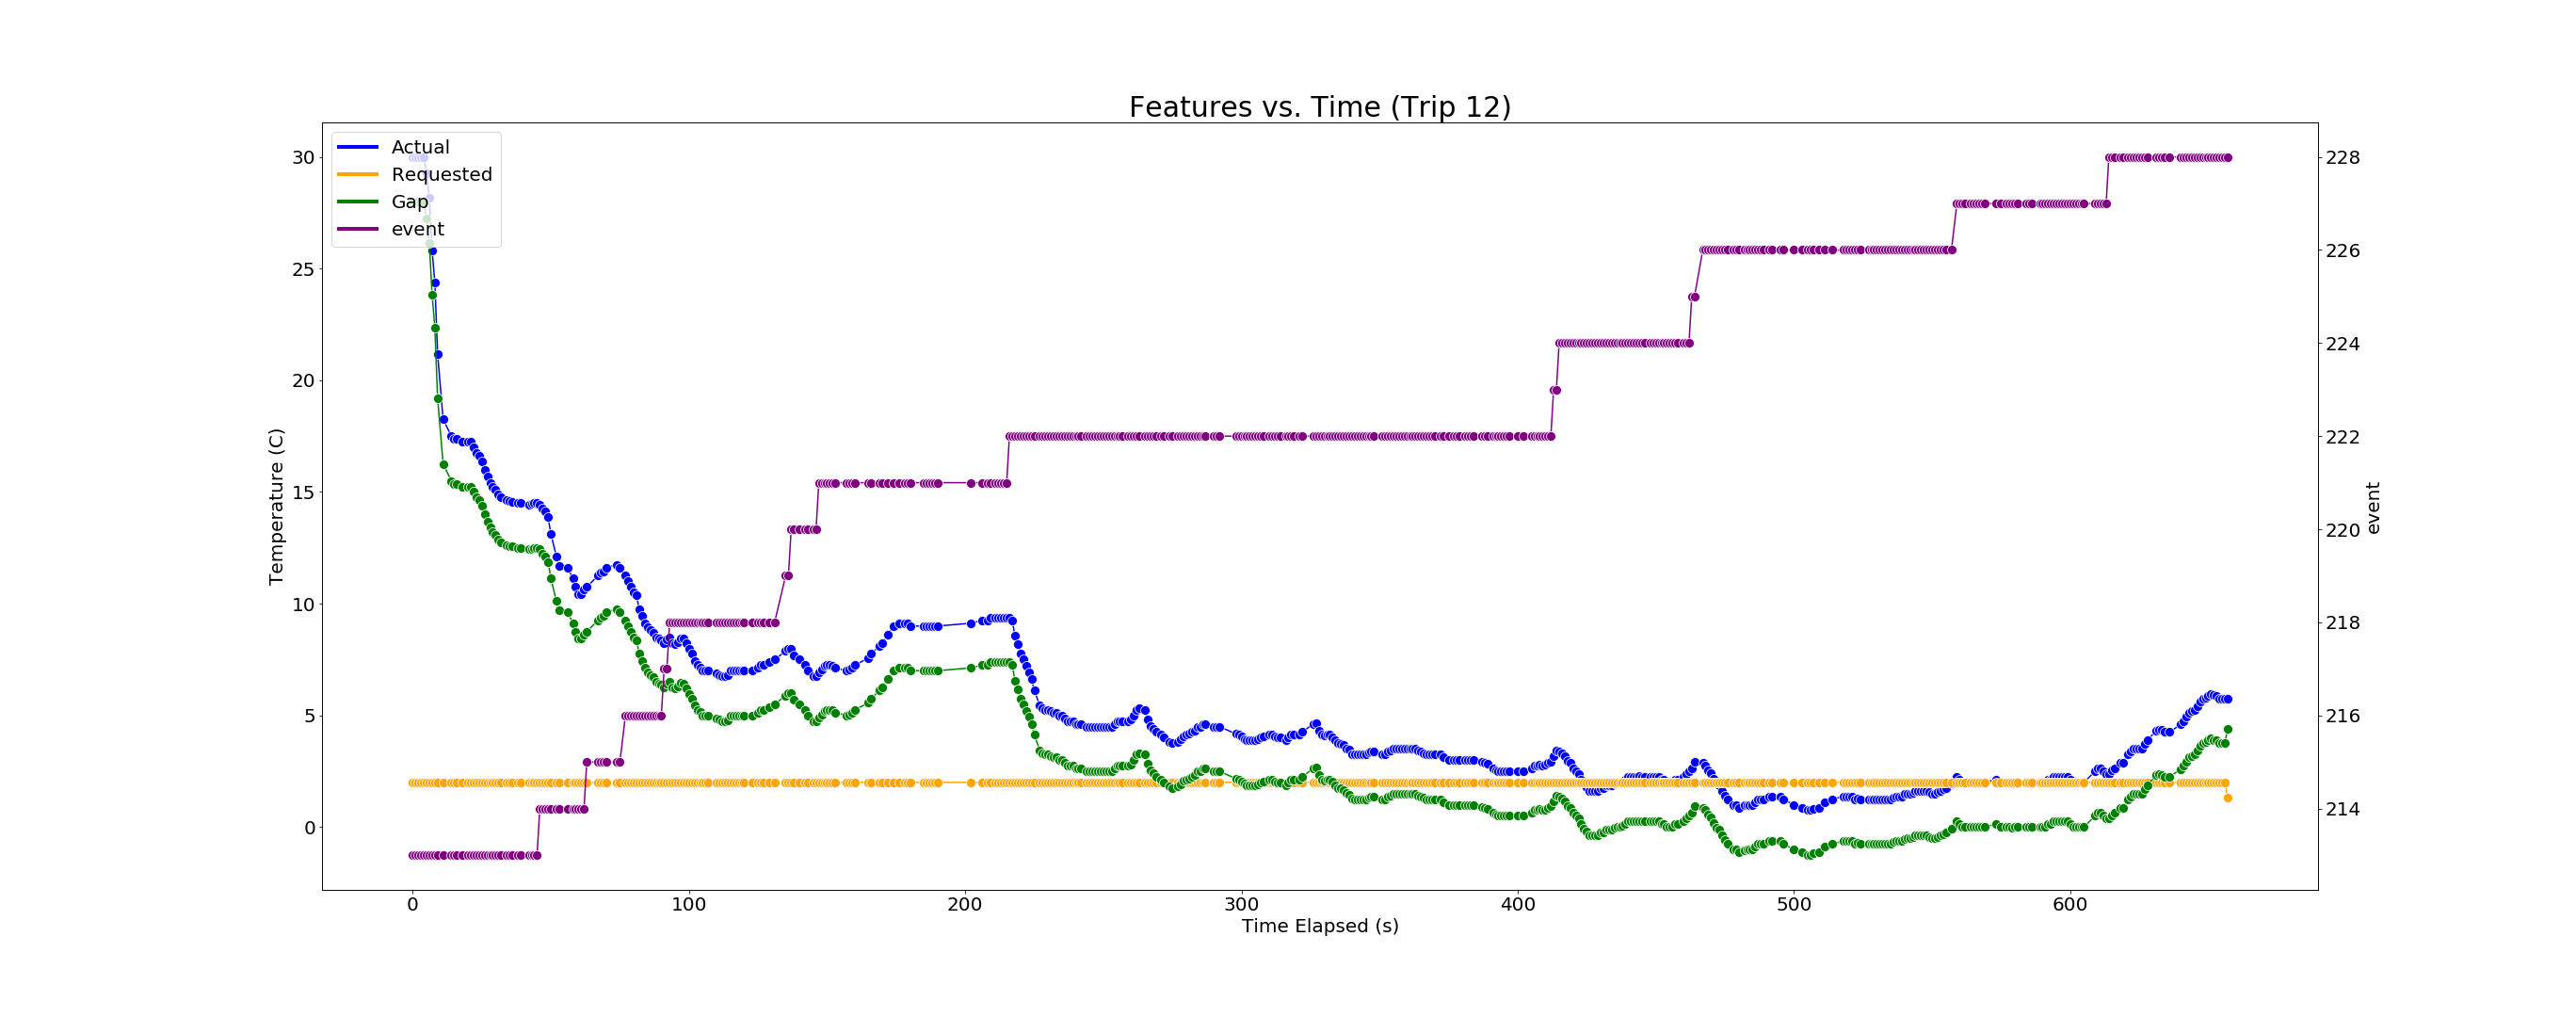 Features vs. Time (Trip 12)
Actual
Requested
Gap
event
30
25
20
15
10
5
0
Temperature (C)
228
226
224
222
220
218
216
214
event
0 100 200 300 400 500 600
Time Elapsed (s)